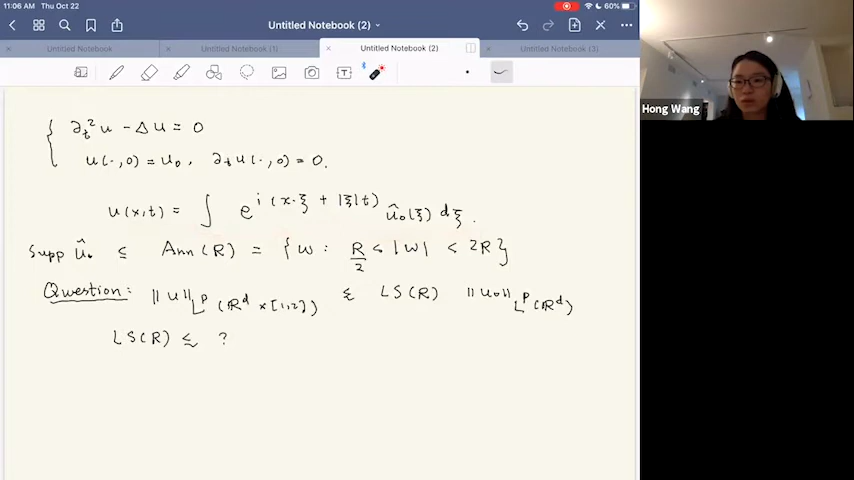 11:06 AM Thu Oct 22
60%
Untitled Notebook (2)
Untitled Notebook
Untitled Notebook (1)
Untitled Notebook (2)
Untitled Notebook (3)
Hong Wang
∂ₜ²u − Δu = 0
u(·,0) = u₀, ∂ₜu(·,0) = 0.
u(x,t) = ∫ e^{i(x·ξ + |ξ|t)} û₀(ξ) dξ.
Supp û₀ ⊆ Ann(R) = {w : R/2 < |w| < 2R}
Question: ‖u‖_{L^p(ℝ^d × [1,2])} ≲ LS(R) ‖u₀‖_{L^p(ℝ^d)}
LS(R) ≲ ?